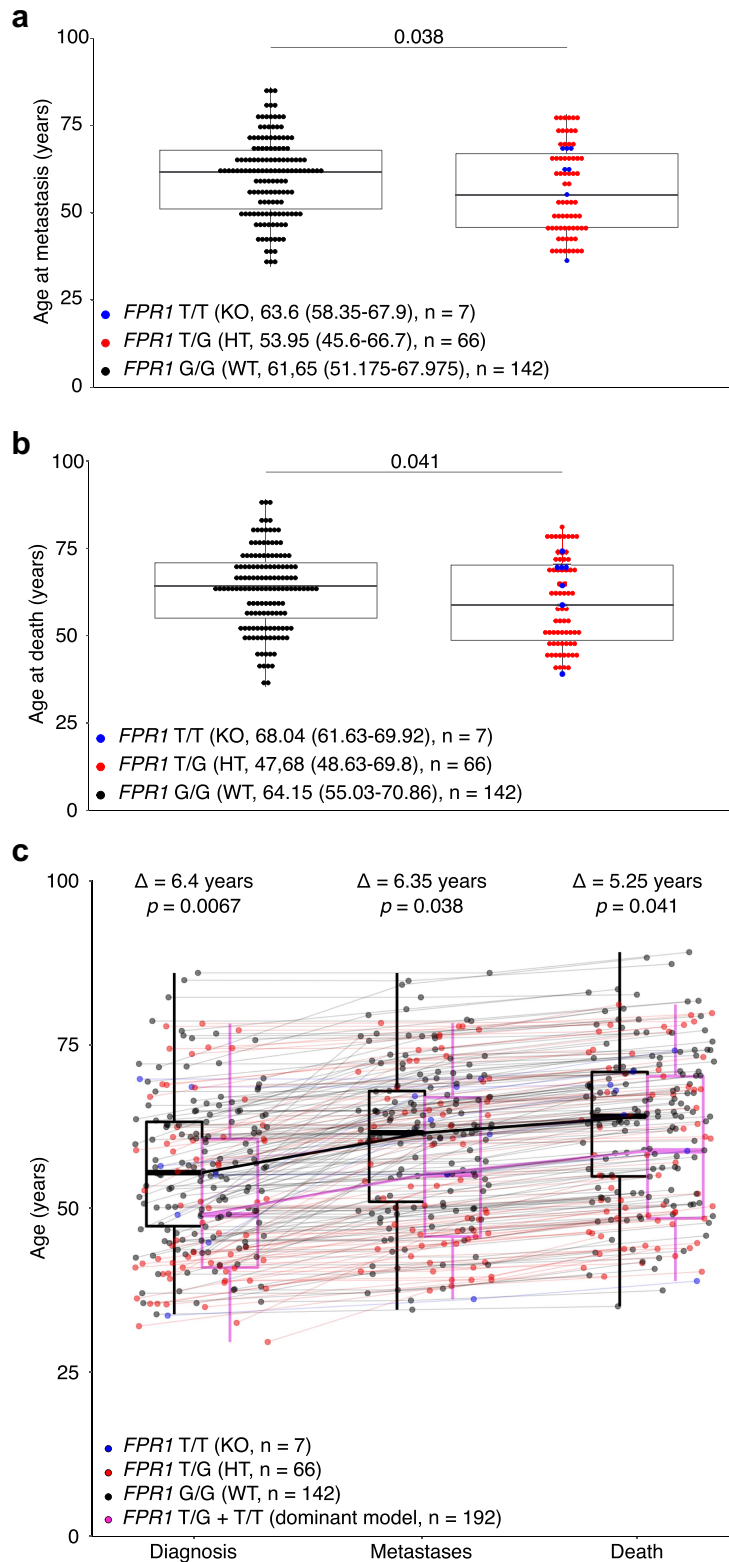 a
0.038
100
75
50
25
0
Age at metastasis (years)
FPR1 T/T (KO, 63.6 (58.35-67.9), n = 7)
FPR1 T/G (HT, 53.95 (45.6-66.7), n = 66)
FPR1 G/G (WT, 61,65 (51.175-67.975), n = 142)
b
0.041
100
75
50
25
0
Age at death (years)
FPR1 T/T (KO, 68.04 (61.63-69.92), n = 7)
FPR1 T/G (HT, 47,68 (48.63-69.8), n = 66)
FPR1 G/G (WT, 64.15 (55.03-70.86), n = 142)
c
100
75
50
25
0
Age (years)
Δ = 6.4 years Δ = 6.35 years Δ = 5.25 years
p = 0.0067 p = 0.038 p = 0.041
FPR1 T/T (KO, n = 7)
FPR1 T/G (HT, n = 66)
FPR1 G/G (WT, n = 142)
FPR1 T/G + T/T (dominant model, n = 192)
Diagnosis Metastases Death